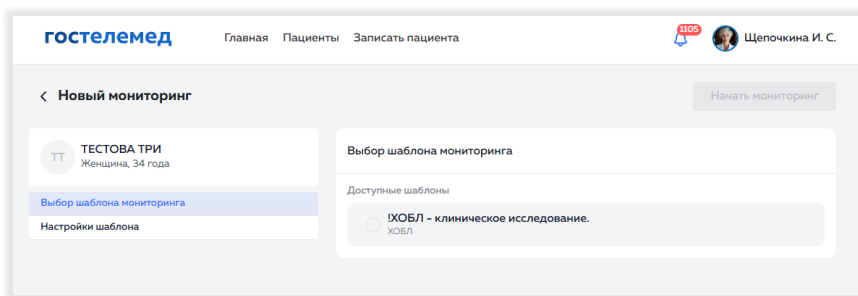 гостелемед
Главная Пациенты Записать пациента
1105
Щепочкина И. С.
Новый мониторинг
Начать мониторинг
ТТ
ТЕСТОВА ТРИ
Женщина, 34 года
Выбор шаблона мониторинга
Настройки шаблона
Выбор шаблона мониторинга
Доступные шаблоны
!ХОБЛ - клиническое исследование.
ХОБЛ